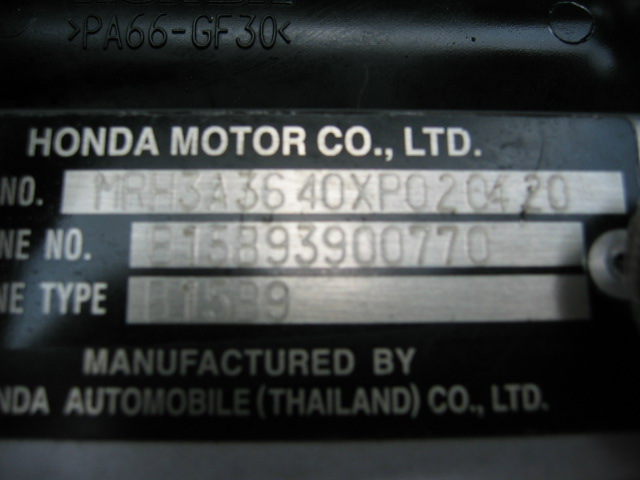 >PA66-GF30<
HONDA MOTOR CO., LTD.
NO. MRH3A3640XP020420
NE NO. B15B93900770
NE TYPE B15B9
MANUFACTURED BY
NDA AUTOMOBILE (THAILAND) CO., LTD.